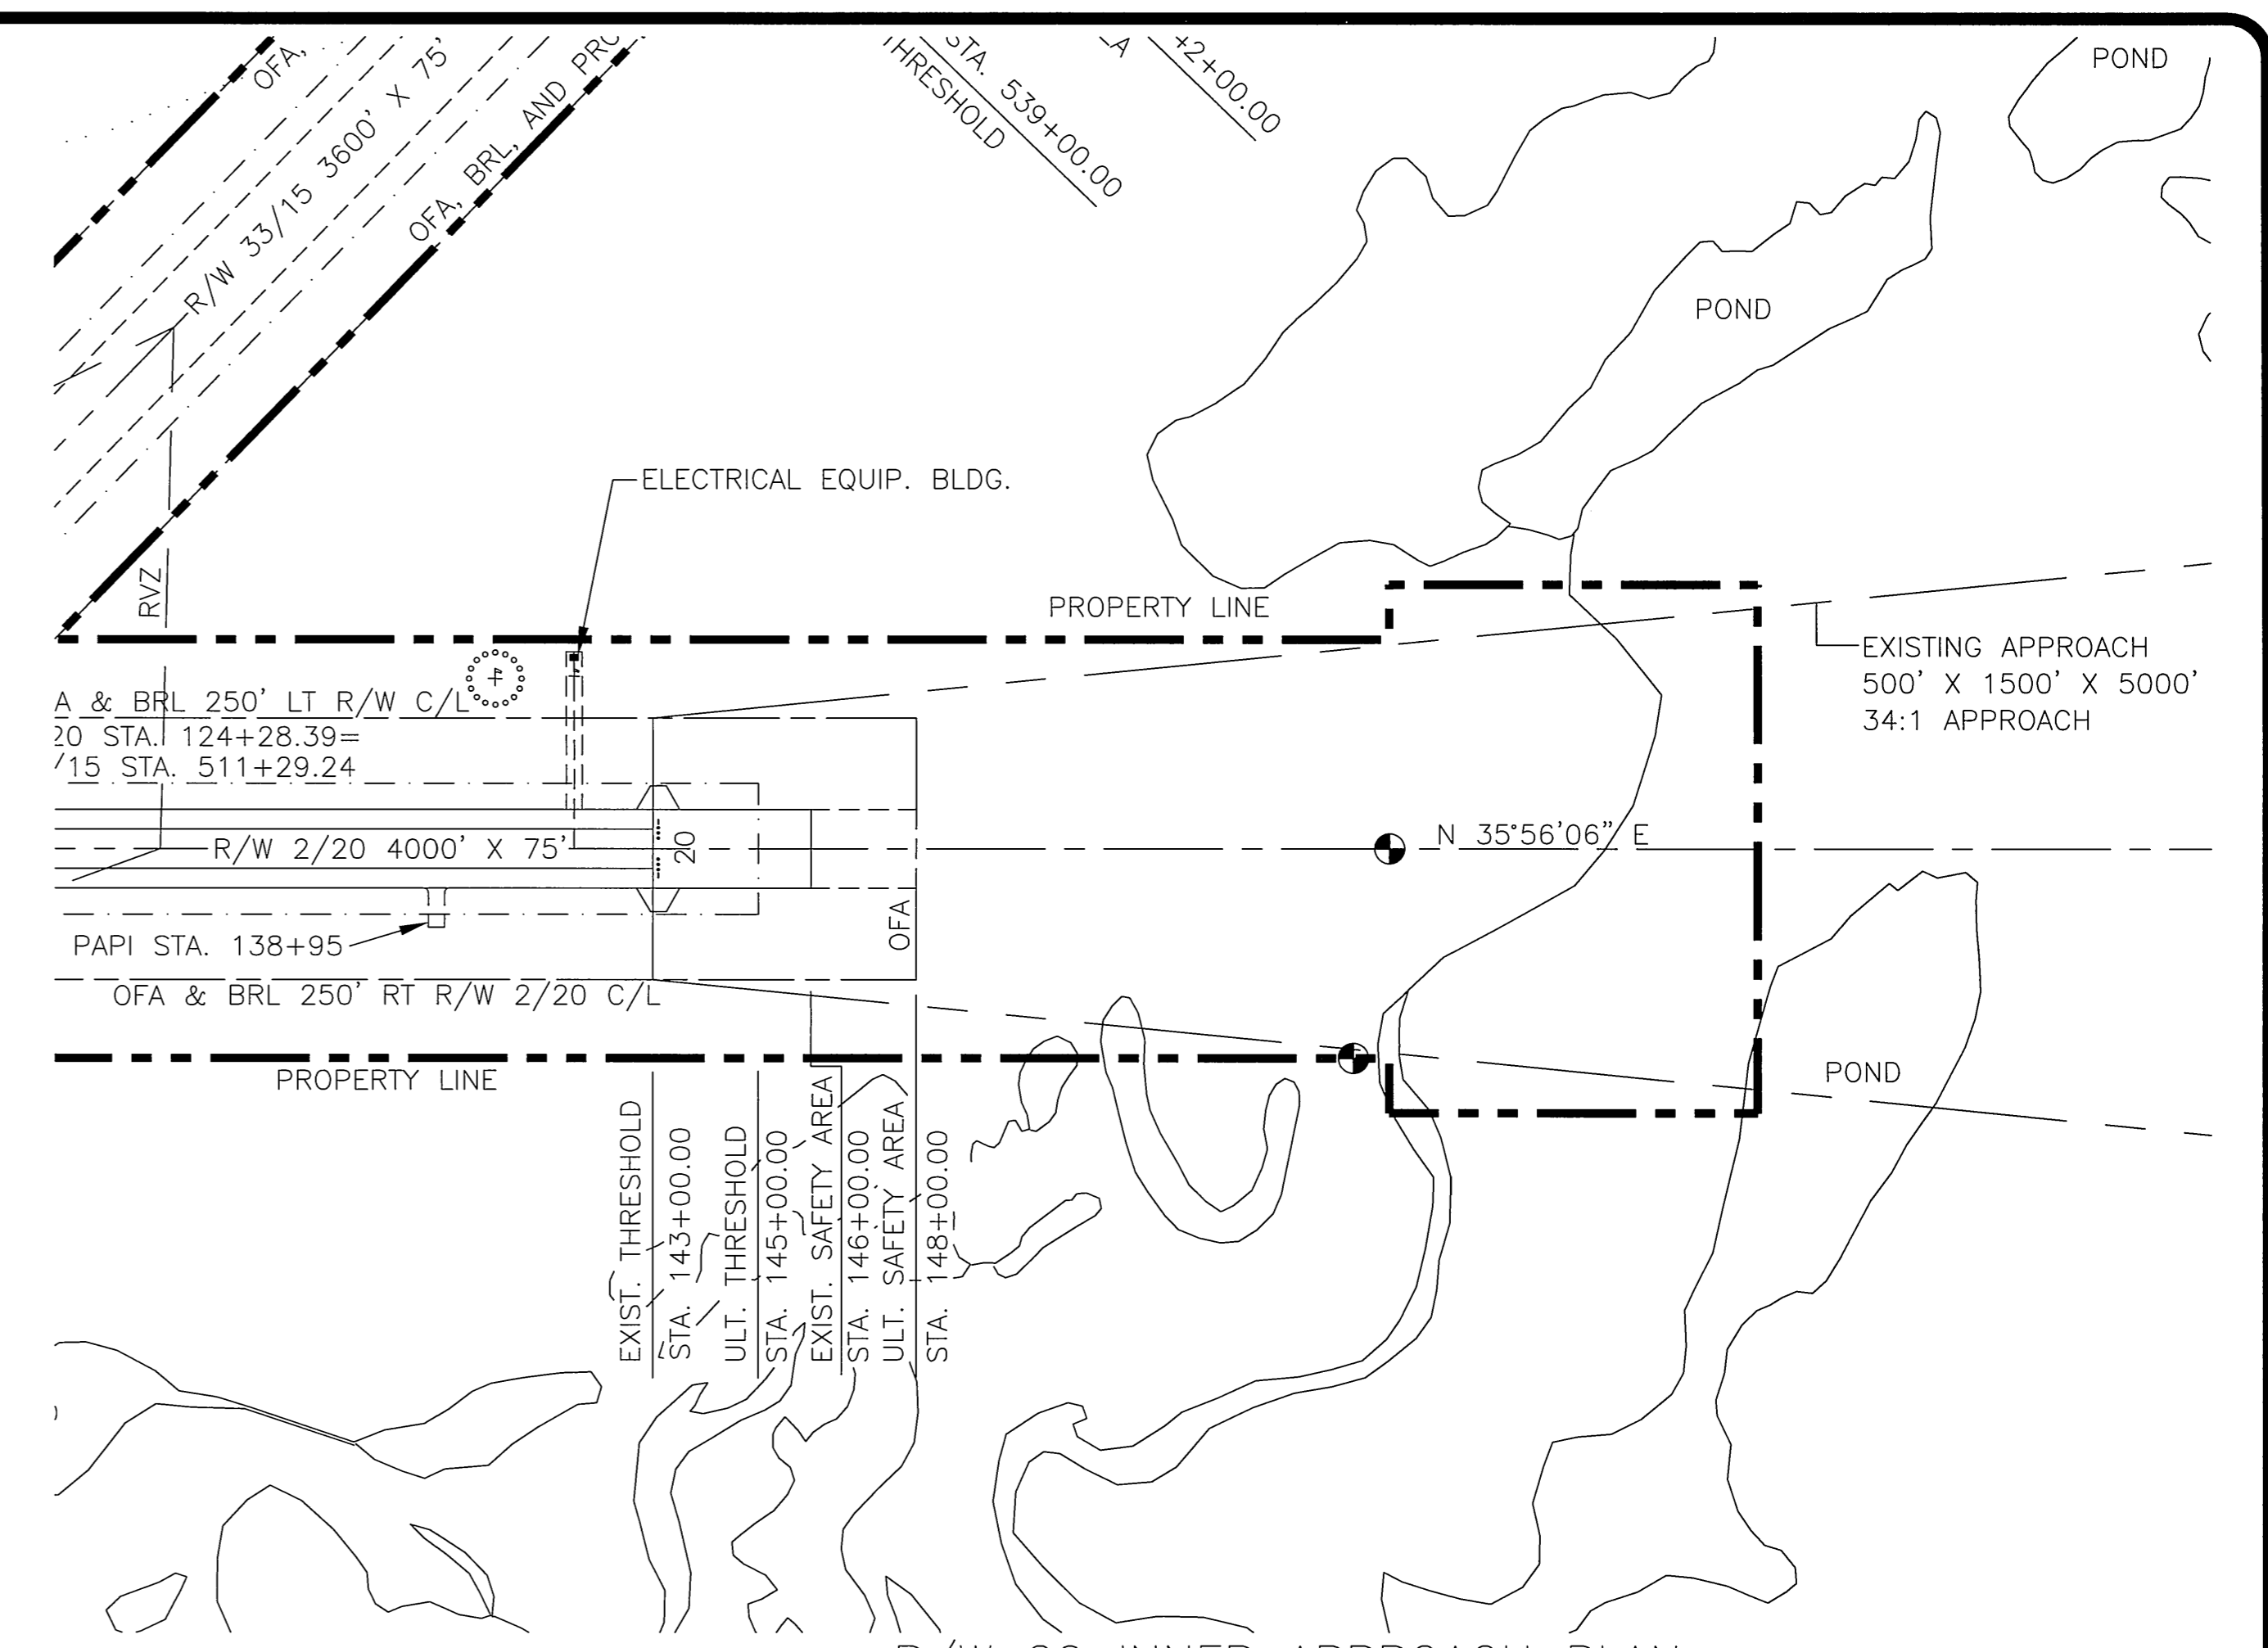 OFA,
R/W 33/15 3600' X 75'
OFA, BRL, AND
STA. 539+00.00
THRESHOLD
+2+00.00
POND
POND
ELECTRICAL EQUIP. BLDG.
RVZ
PROPERTY LINE
EXISTING APPROACH
500' X 1500' X 5000'
34:1 APPROACH
A & BRL 250' LT R/W C/L
20 STA. 124+28.39=
/15 STA. 511+29.24
R/W 2/20 4000' X 75'
20
N 35°56'06" E
OFA
PAPI STA. 138+95
OFA & BRL 250' RT R/W 2/20 C/L
PROPERTY LINE
POND
EXIST. THRESHOLD
STA. 143+00.00
ULT. THRESHOLD
STA. 145+00.00
EXIST. SAFETY AREA
STA. 146+00.00
ULT. SAFETY AREA
STA. 148+00.00
INNER APPROACH PLAN